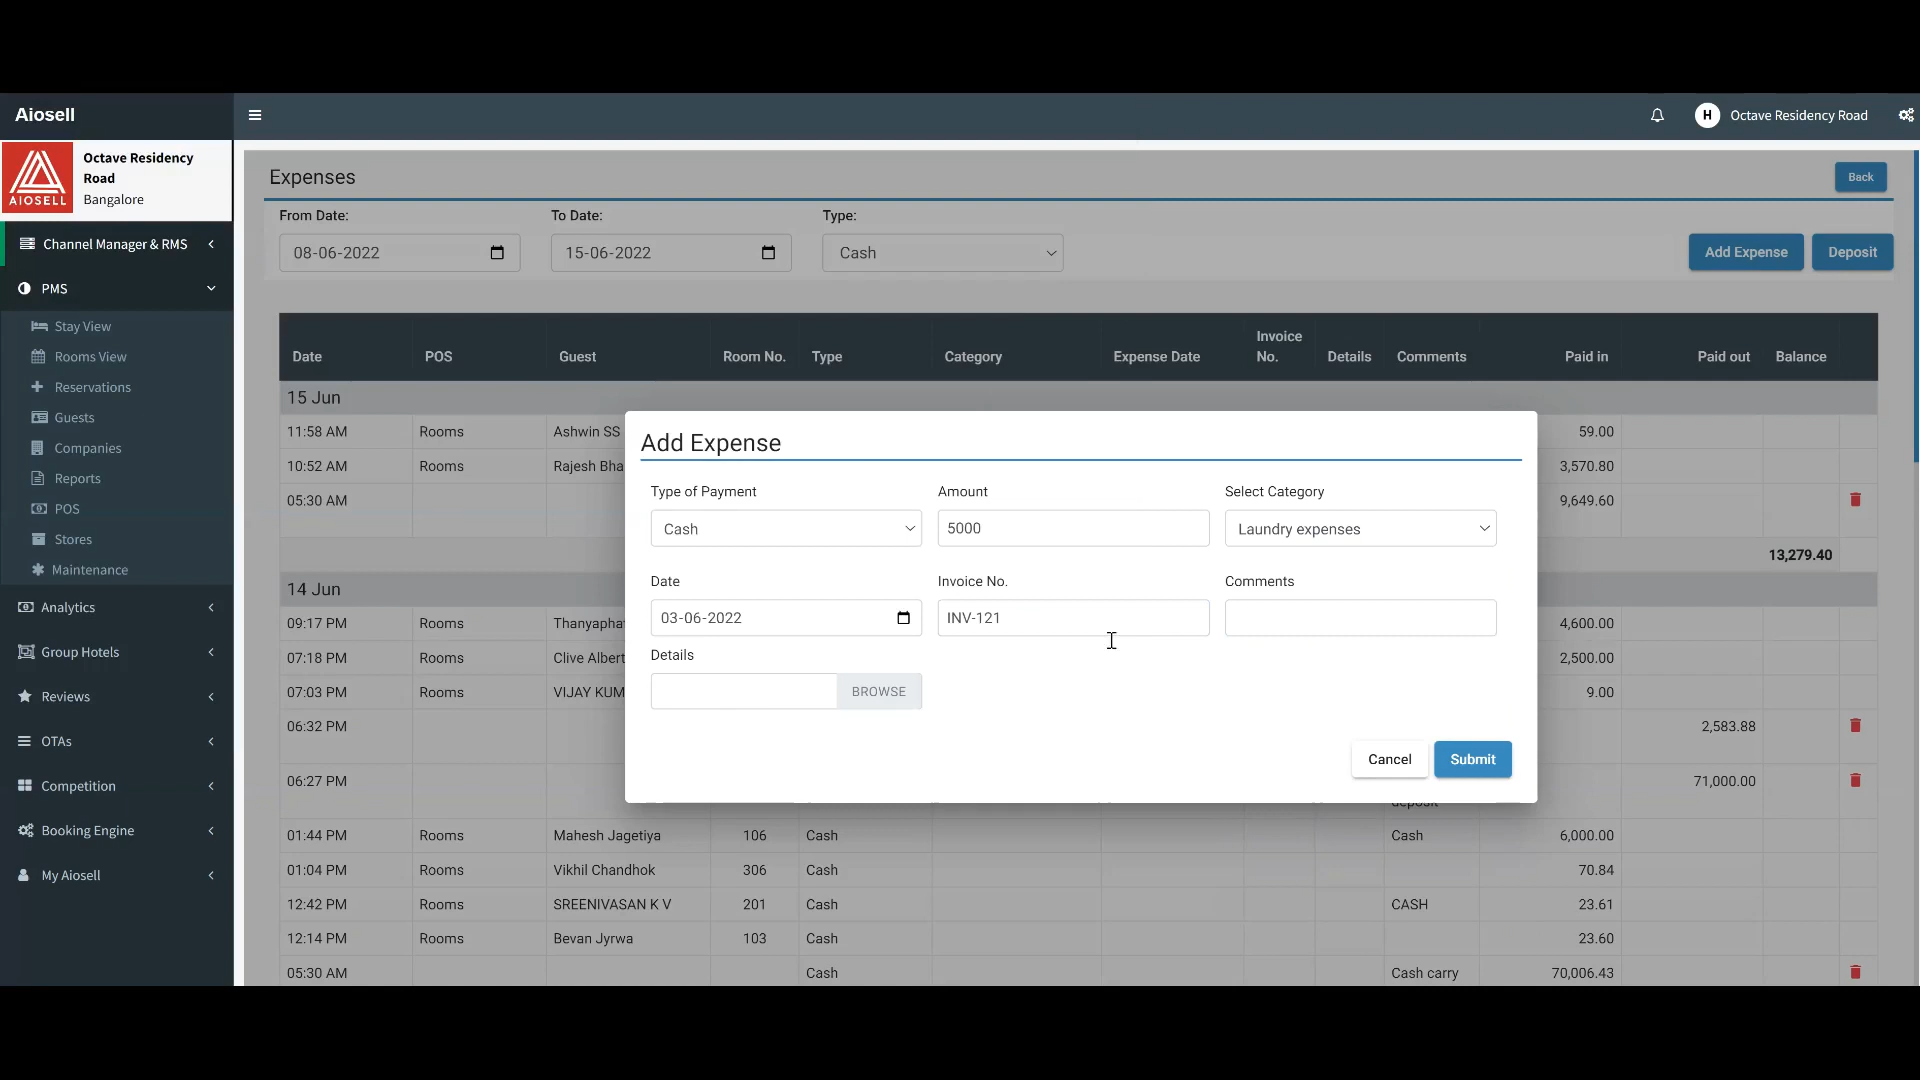 Aiosell
Octave Residency Road
H
AIOSELL
Octave Residency
Road
Bangalore
Channel Manager & RMS
PMS
Stay View
Rooms View
Reservations
Guests
Companies
Reports
POS
Stores
Maintenance
Analytics
Group Hotels
Reviews
OTAs
Competition
Booking Engine
My Aiosell
Expenses
Back
From Date:
To Date:
Type:
08-06-2022
15-06-2022
Cash
Add Expense
Deposit
Date POS Guest Room No. Type Category Expense Date Invoice No. Details Comments Paid in Paid out Balance
15 Jun
11:58 AM Rooms Ashwin SS 59.00
10:52 AM Rooms Rajesh Bha 3,570.80
05:30 AM 9,649.60
13,279.40
14 Jun
09:17 PM Rooms Thanyapha 4,600.00
07:18 PM Rooms Clive Albert 2,500.00
07:03 PM Rooms VIJAY KUM 9.00
06:32 PM 2,583.88
06:27 PM 71,000.00
deposit
01:44 PM Rooms Mahesh Jagetiya 106 Cash Cash 6,000.00
01:04 PM Rooms Vikhil Chandhok 306 Cash 70.84
12:42 PM Rooms SREENIVASAN K V 201 Cash CASH 23.61
12:14 PM Rooms Bevan Jyrwa 103 Cash 23.60
05:30 AM Cash Cash carry 70,006.43
Add Expense
Type of Payment
Amount
Select Category
Cash
5000
Laundry expenses
Date
Invoice No.
Comments
03-06-2022
INV-121
Details
BROWSE
Cancel
Submit